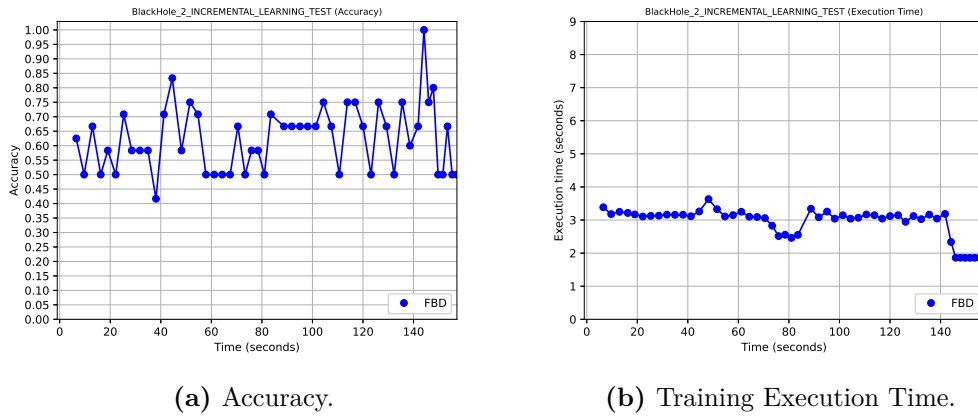 BlackHole_2_INCREMENTAL_LEARNING_TEST (Accuracy)
1.00
0.95
0.90
0.85
0.80
0.75
0.70
0.65
0.60
0.55
0.50
0.45
0.40
0.35
0.30
0.25
0.20
0.15
0.10
0.05
0.00
Accuracy
0 20 40 60 80 100 120 140
Time (seconds)
FBD
(a) Accuracy.
BlackHole_2_INCREMENTAL_LEARNING_TEST (Execution Time)
9
8
7
6
5
4
3
2
1
0
Execution time (seconds)
0 20 40 60 80 100 120 140
Time (seconds)
FBD
(b) Training Execution Time.